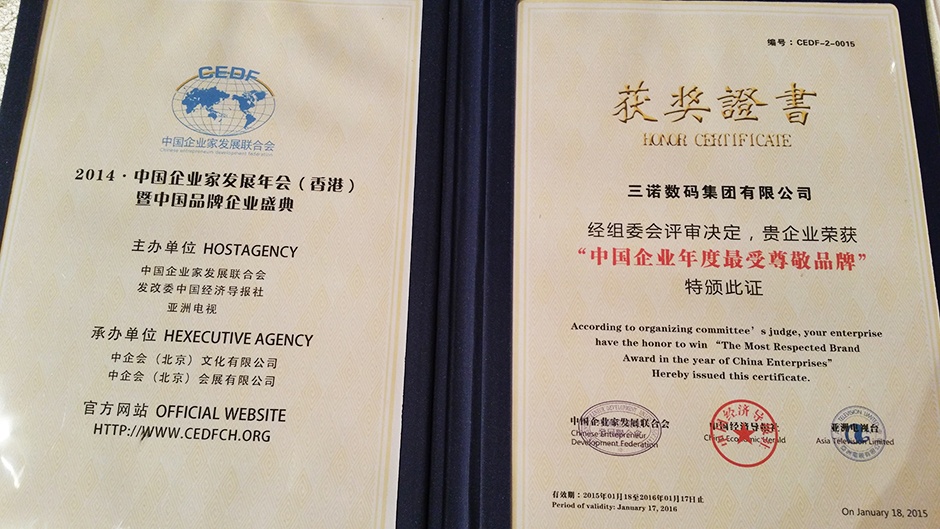 CEDF
中国企业家发展联合会
Chinese entrepreneur development federation
2014·中国企业家发展年会（香港）
暨中国品牌企业盛典
主办单位 HOSTAGENCY
中国企业家发展联合会
发改委中国经济导报社
亚洲电视
承办单位 HEXECUTIVE AGENCY
中企会（北京）文化有限公司
中企会（北京）会展有限公司
官方网站 OFFICIAL WEBSITE
HTTP://WWW.CEDFCH.ORG
编号：CEDF-2-0015
获奖證書
HONOR CERTIFICATE
三诺数码集团有限公司
经组委会评审决定，贵企业荣获
“中国企业年度最受尊敬品牌”
特颁此证
According to organizing committee’s judge, your enterprise
have the honor to win “The Most Respected Brand
Award in the year of China Enterprises”
Hereby issued this certificate.
中国企业家发展联合会
Chinese Entrepreneur
Development Federation
中国经济导报社
China Economic Herald
亚洲电视台
Asia Television Limited
有效期：2015年01月18至2016年01月17日止
Period of validity: January 17, 2016
On January 18, 2015